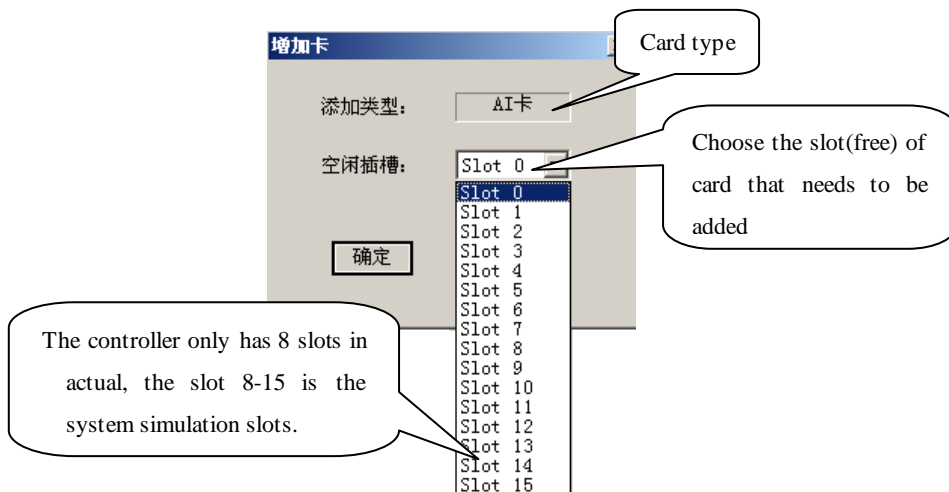 增加卡
Card type
添加类型:
AI卡
空闲插槽:
Slot 0
Choose the slot(free) of
card that needs to be
added
Slot 0
Slot 1
Slot 2
Slot 3
Slot 4
Slot 5
Slot 6
Slot 7
Slot 8
Slot 9
Slot 10
Slot 11
Slot 12
Slot 13
Slot 14
Slot 15
确定
The controller only has 8 slots in
actual, the slot 8-15 is the
system simulation slots.